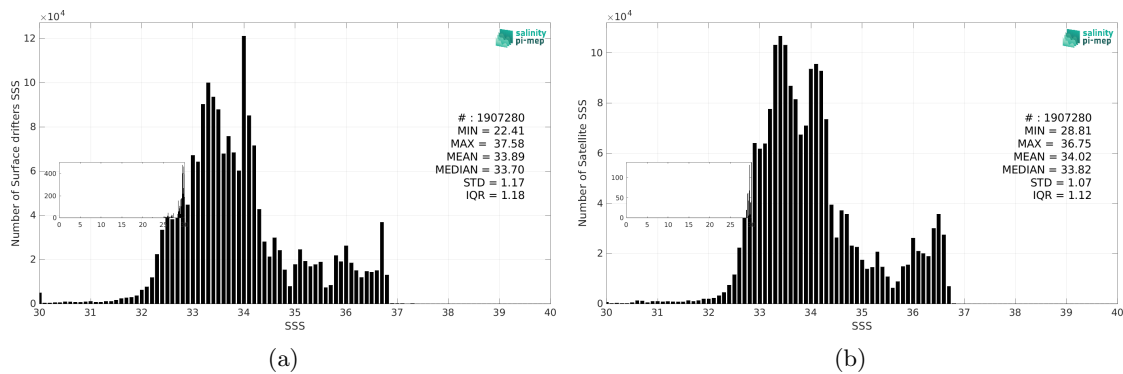 ×10⁴
14
12
10
8
6
4
2
0
Number of Surface drifters SSS
salinity
pi-mep
# : 1907280
MIN = 22.41
MAX = 37.58
MEAN = 33.89
MEDIAN = 33.70
STD = 1.17
IQR = 1.18
400
200
0
0 5 10 15 20 25
30 31 32 33 34 35 36 37 38 39 40
SSS
(a)
×10⁴
10
8
6
4
2
0
Number of Satellite SSS
salinity
pi-mep
# : 1907280
MIN = 28.81
MAX = 36.75
MEAN = 34.02
MEDIAN = 33.82
STD = 1.07
IQR = 1.12
100
50
0
0 5 10 15 20 25
30 31 32 33 34 35 36 37 38 39 40
SSS
(b)